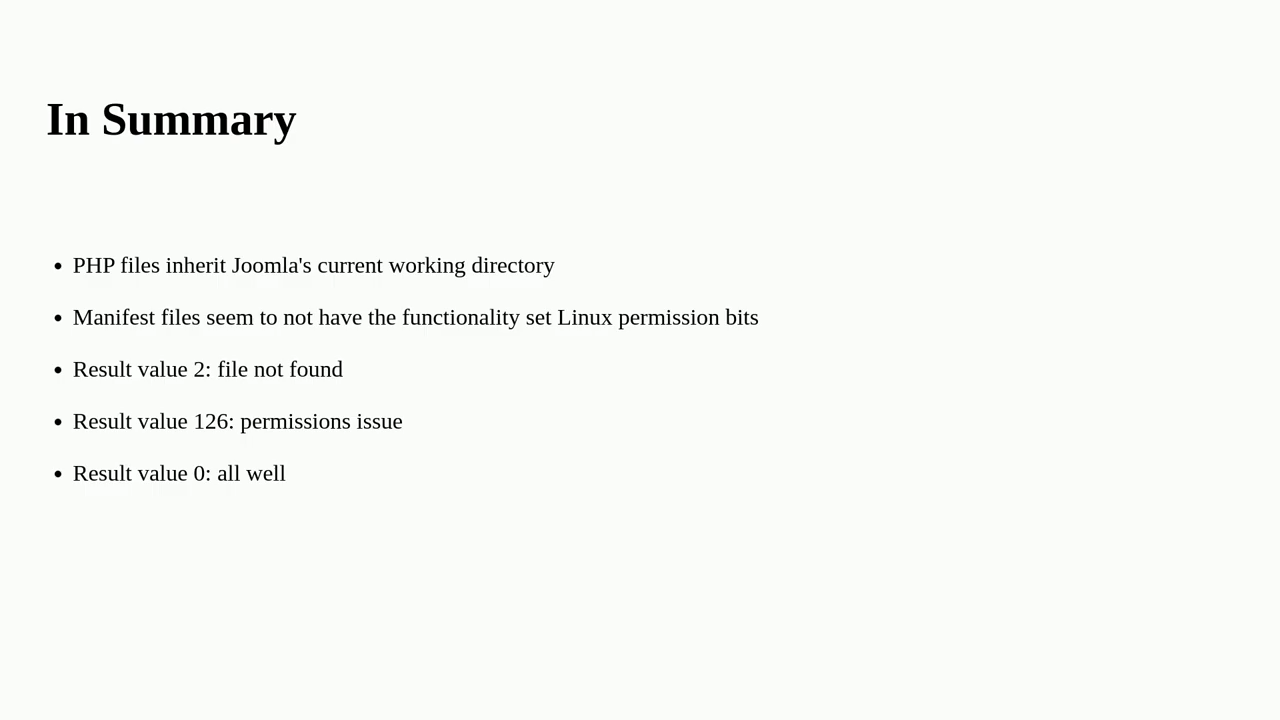 In Summary
• PHP files inherit Joomla's current working directory
• Manifest files seem to not have the functionality set Linux permission bits
• Result value 2: file not found
• Result value 126: permissions issue
• Result value 0: all well